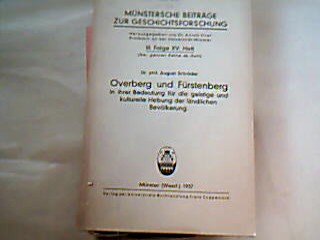 MÜNSTERSCHE BEITRÄGE
ZUR GESCHICHTSFORSCHUNG
III. Folge XV. Heft
Dr. phil. August Schröder
Overberg und Fürstenberg
in ihrer Bedeutung für die geistige und
kulturelle Hebung der ländlichen
Bevölkerung
Münster (Westf.) 1937